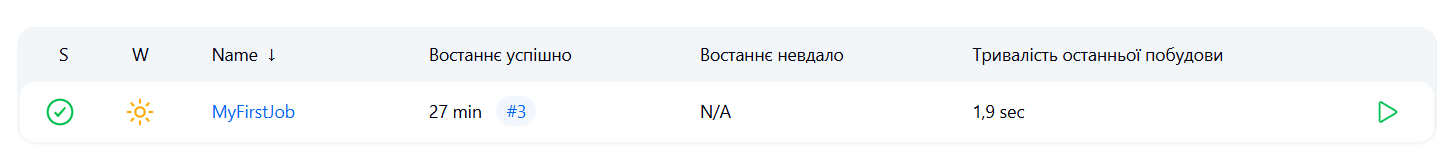 S W Name ↓ Востаннє успішно Востаннє невдало Тривалість останньої побудови
MyFirstJob 27 min #3 N/A 1,9 sec